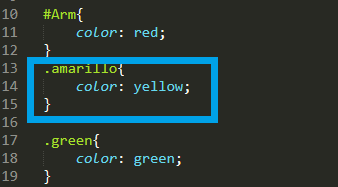 10 #Arm{
11 color: red;
12 }
13 .amarillo{
14 color: yellow;
15 }
16
17 .green{
18 color: green;
19 }